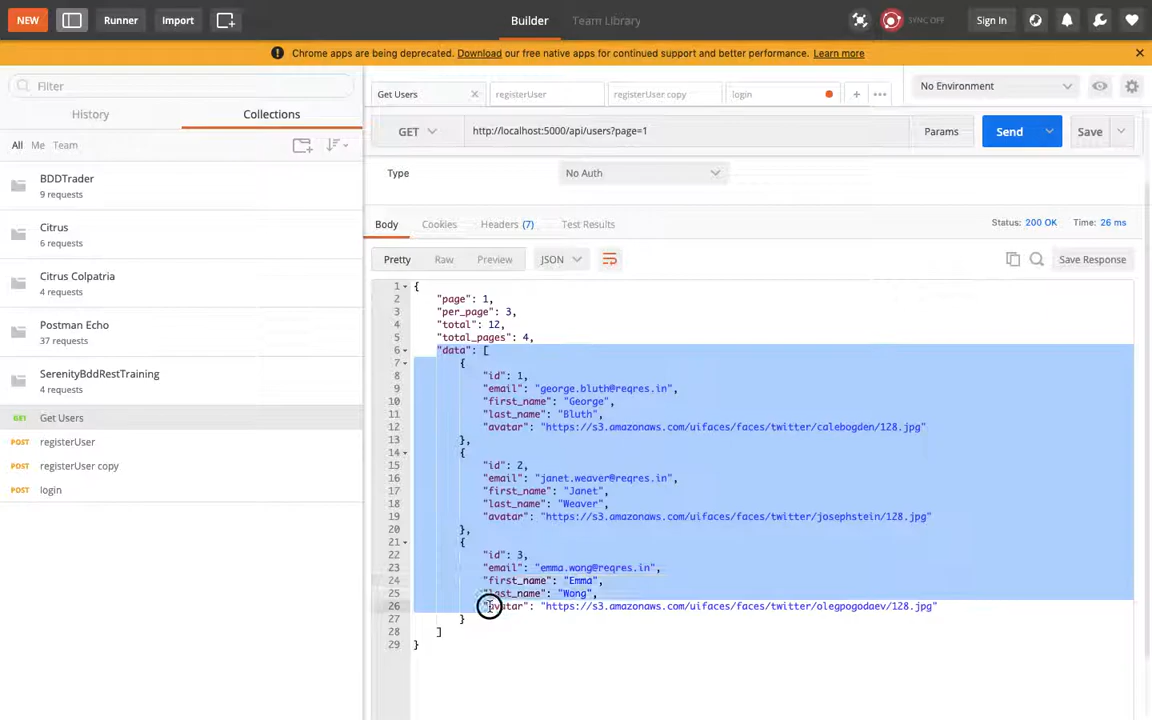 NEW
Runner
Import
Builder
Team Library
SYNC OFF
Sign In
Chrome apps are being deprecated. Download our free native apps for continued support and better performance. Learn more
Filter
History
Collections
All Me Team
BDDTrader
9 requests
Citrus
6 requests
Citrus Colpatria
4 requests
Postman Echo
37 requests
SerenityBddRestTraining
4 requests
GET Get Users
POST registerUser
POST registerUser copy
POST login
Get Users
registerUser
registerUser copy
login
No Environment
GET
http://localhost:5000/api/users?page=1
Params
Send
Save
Type
No Auth
Body
Cookies
Headers (7)
Test Results
Status: 200 OK
Time: 26 ms
Pretty
Raw
Preview
JSON
Save Response
1 {
2 "page": 1,
3 "per_page": 3,
4 "total": 12,
5 "total_pages": 4,
6 "data": [
7 {
8 "id": 1,
9 "email": "george.bluth@reqres.in",
10 "first_name": "George",
11 "last_name": "Bluth",
12 "avatar": "https://s3.amazonaws.com/uifaces/faces/twitter/calebogden/128.jpg"
13 },
14 {
15 "id": 2,
16 "email": "janet.weaver@reqres.in",
17 "first_name": "Janet",
18 "last_name": "Weaver",
19 "avatar": "https://s3.amazonaws.com/uifaces/faces/twitter/josephstein/128.jpg"
20 },
21 {
22 "id": 3,
23 "email": "emma.wong@reqres.in",
24 "first_name": "Emma",
25 "last_name": "Wong",
26 "avatar": "https://s3.amazonaws.com/uifaces/faces/twitter/olegpogodaev/128.jpg"
27 }
28 ]
29 }